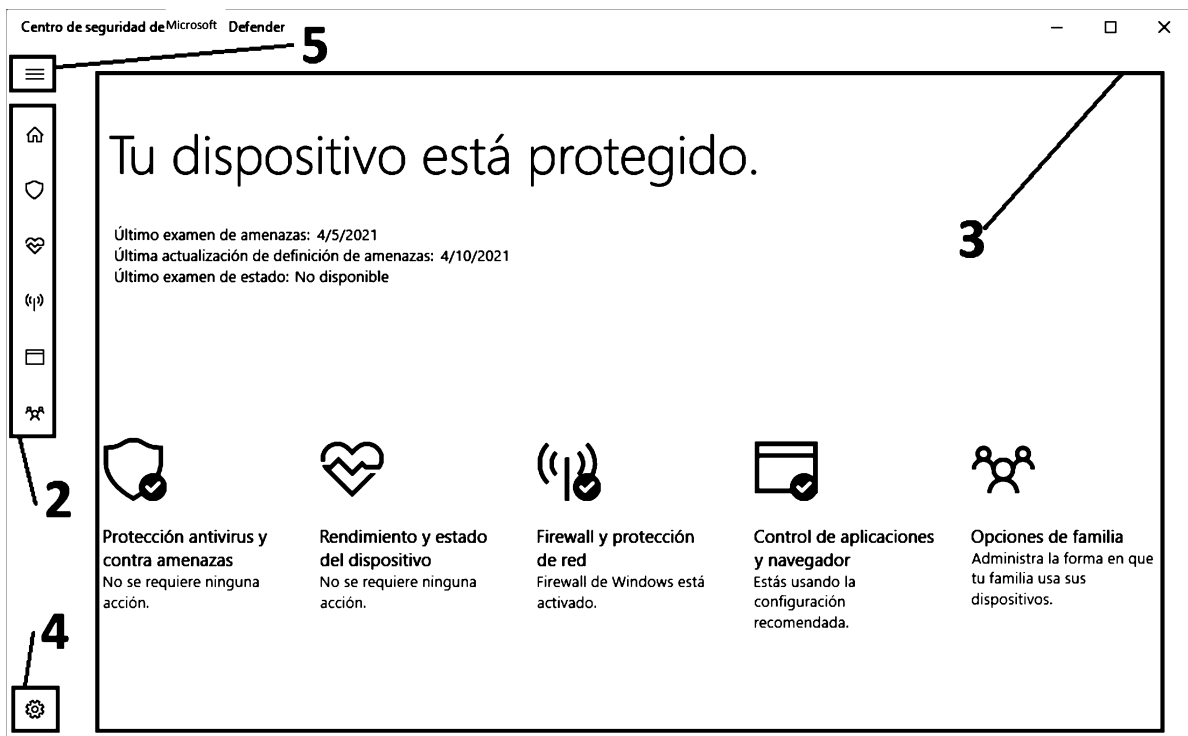 Centro de seguridad de Microsoft Defender
5
Tu dispositivo está protegido.
Último examen de amenazas: 4/5/2021
Última actualización de definición de amenazas: 4/10/2021
Último examen de estado: No disponible
3
2
Protección antivirus y
contra amenazas
No se requiere ninguna
acción.
Rendimiento y estado
del dispositivo
No se requiere ninguna
acción.
Firewall y protección
de red
Firewall de Windows está
activado.
Control de aplicaciones
y navegador
Estás usando la
configuración
recomendada.
Opciones de familia
Administra la forma en que
tu familia usa sus
dispositivos.
4